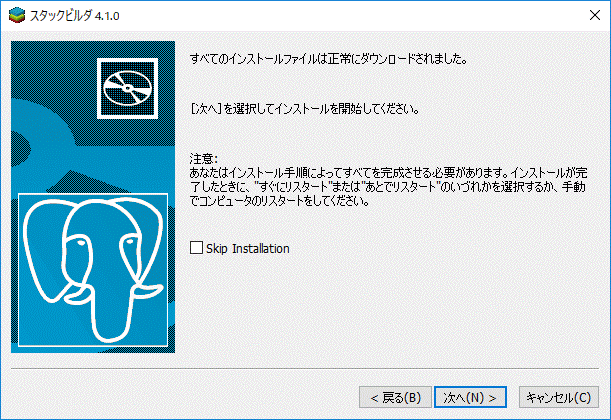 スタックビルダ 4.1.0
すべてのインストールファイルは正常にダウンロードされました。
[次へ]を選択してインストールを開始してください。
注意:
あなたはインストール手順によってすべてを完成させる必要があります。インストールが完
了したときに、"すぐにリスタート"または"あとでリスタート"のいづれかを選択するか、手動
でコンピュータのリスタートをしてください。
Skip Installation
< 戻る(B)
次へ(N) >
キャンセル(C)